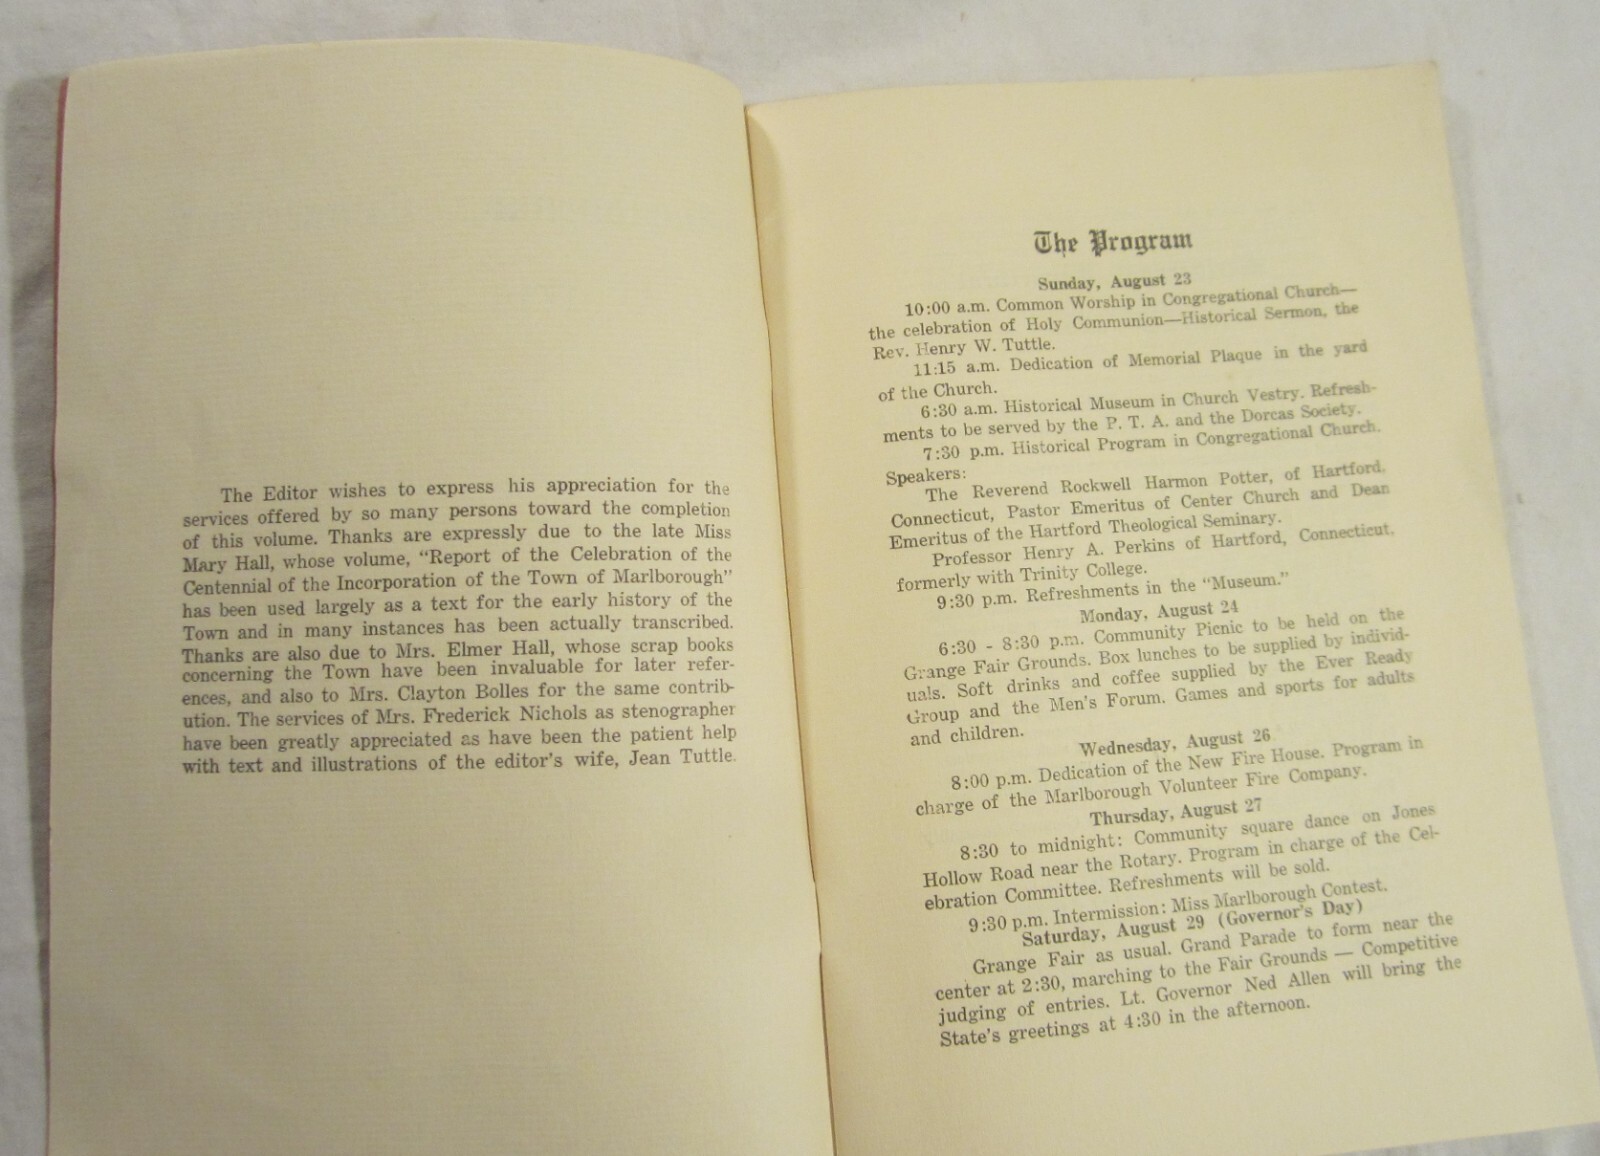 The Editor wishes to express his appreciation for the
services offered by so many persons toward the completion
of this volume. Thanks are expressly due to the late Miss
Mary Hall, whose volume, "Report of the Celebration of the
Centennial of the Incorporation of the Town of Marlborough"
has been used largely as a text for the early history of the
Town and in many instances has been actually transcribed.
Thanks are also due to Mrs. Elmer Hall, whose scrap books
concerning the Town have been invaluable for later refer-
ences, and also to Mrs. Clayton Bolles for the same contrib-
ution. The services of Mrs. Frederick Nichols as stenographer
have been greatly appreciated as have been the patient help
with text and illustrations of the editor's wife, Jean Tuttle.
The Program
Sunday, August 23
10:00 a.m. Common Worship in Congregational Church—
the celebration of Holy Communion—Historical Sermon, the
Rev. Henry W. Tuttle.
11:15 a.m. Dedication of Memorial Plaque in the yard
of the Church.
6:30 a.m. Historical Museum in Church Vestry. Refresh-
ments to be served by the P. T. A. and the Dorcas Society.
7:30 p.m. Historical Program in Congregational Church.
Speakers:
The Reverend Rockwell Harmon Potter, of Hartford,
Connecticut, Pastor Emeritus of Center Church and Dean
Emeritus of the Hartford Theological Seminary.
Professor Henry A. Perkins of Hartford, Connecticut,
formerly with Trinity College.
9:30 p.m. Refreshments in the "Museum."
Monday, August 24
6:30 - 8:30 p.m. Community Picnic to be held on the
Grange Fair Grounds. Box lunches to be supplied by individ-
uals. Soft drinks and coffee supplied by the Ever Ready
Group and the Men's Forum. Games and sports for adults
and children.
Wednesday, August 26
8:00 p.m. Dedication of the New Fire House. Program in
charge of the Marlborough Volunteer Fire Company.
Thursday, August 27
8:30 to midnight: Community square dance on Jones
Hollow Road near the Rotary. Program in charge of the Cel-
ebration Committee. Refreshments will be sold.
9:30 p.m. Intermission: Miss Marlborough Contest.
Saturday, August 29 (Governor's Day)
Grange Fair as usual. Grand Parade to form near the
center at 2:30, marching to the Fair Grounds — Competitive
judging of entries. Lt. Governor Ned Allen will bring the
State's greetings at 4:30 in the afternoon.